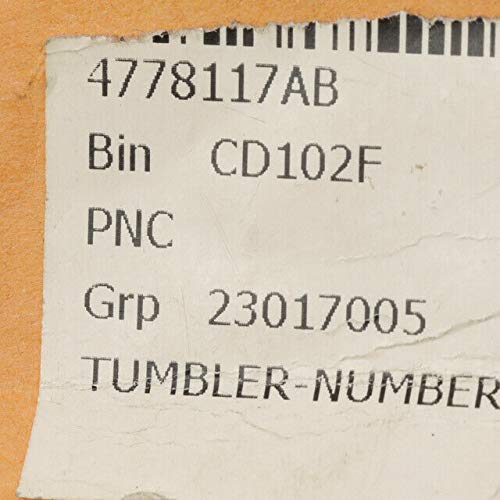 4778117AB
Bin CD102F
PNC
Grp 23017005
TUMBLER-NUMBER